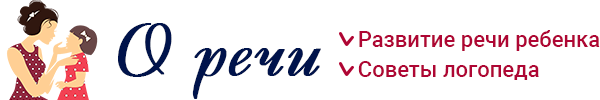 О речи
Развитие речи ребенка
Советы логопеда